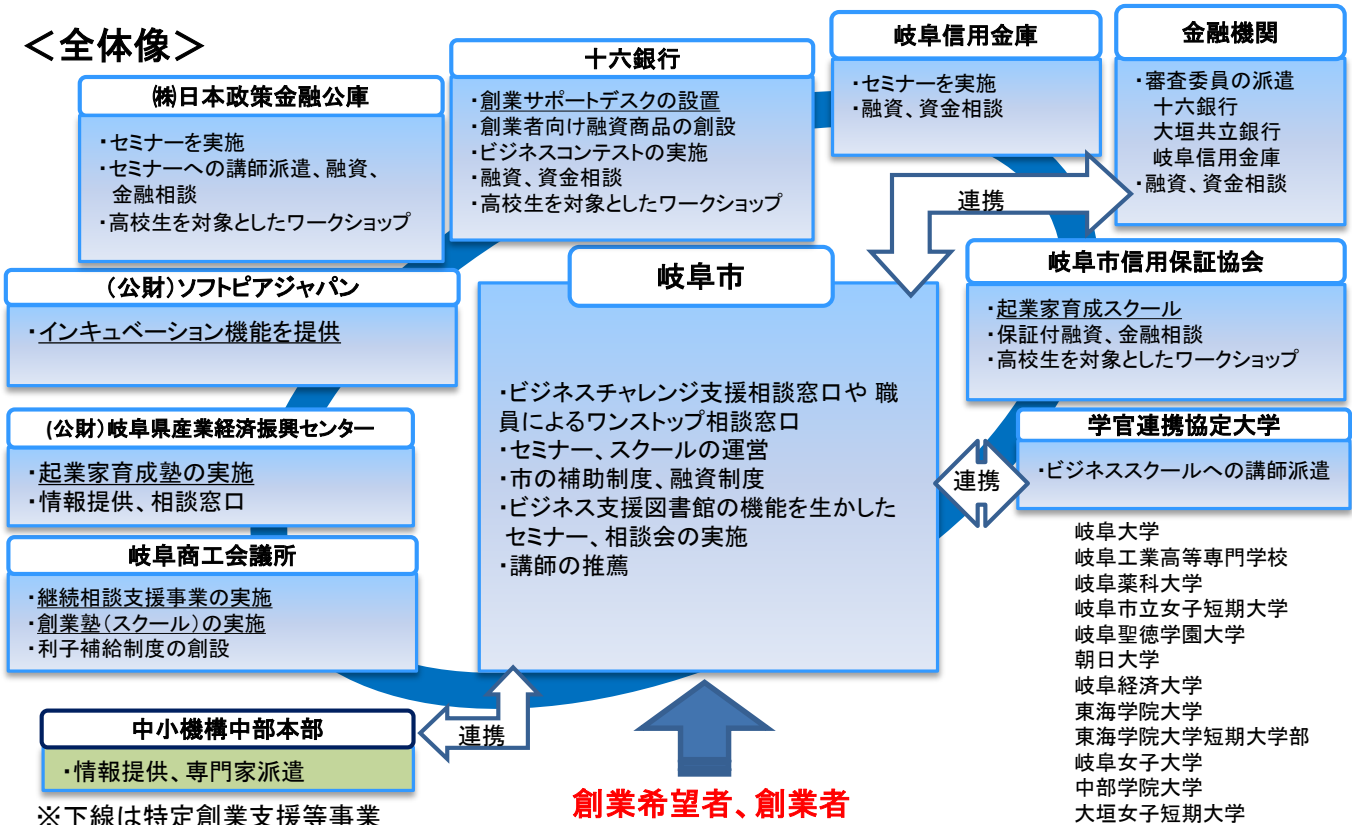 ＜全体像＞
㈱日本政策金融公庫
・セミナーを実施
・セミナーへの講師派遣、融資、
金融相談
・高校生を対象としたワークショップ
十六銀行
・創業サポートデスクの設置
・創業者向け融資商品の創設
・ビジネスコンテストの実施
・融資、資金相談
・高校生を対象としたワークショップ
岐阜信用金庫
・セミナーを実施
・融資、資金相談
金融機関
・審査委員の派遣
十六銀行
大垣共立銀行
岐阜信用金庫
・融資、資金相談
連携
（公財）ソフトピアジャパン
・インキュベーション機能を提供
岐阜市
・ビジネスチャレンジ支援相談窓口や 職
員によるワンストップ相談窓口
・セミナー、スクールの運営
・市の補助制度、融資制度
・ビジネス支援図書館の機能を生かした
セミナー、相談会の実施
・講師の推薦
岐阜市信用保証協会
・起業家育成スクール
・保証付融資、金融相談
・高校生を対象としたワークショップ
(公財)岐阜県産業経済振興センター
・起業家育成塾の実施
・情報提供、相談窓口
連携
学官連携協定大学
・ビジネススクールへの講師派遣
岐阜大学
岐阜工業高等専門学校
岐阜薬科大学
岐阜市立女子短期大学
岐阜聖徳学園大学
朝日大学
岐阜経済大学
東海学院大学
東海学院大学短期大学部
岐阜女子大学
中部学院大学
大垣女子短期大学
岐阜商工会議所
・継続相談支援事業の実施
・創業塾（スクール）の実施
・利子補給制度の創設
中小機構中部本部
・情報提供、専門家派遣
連携
創業希望者、創業者
※下線は特定創業支援等事業